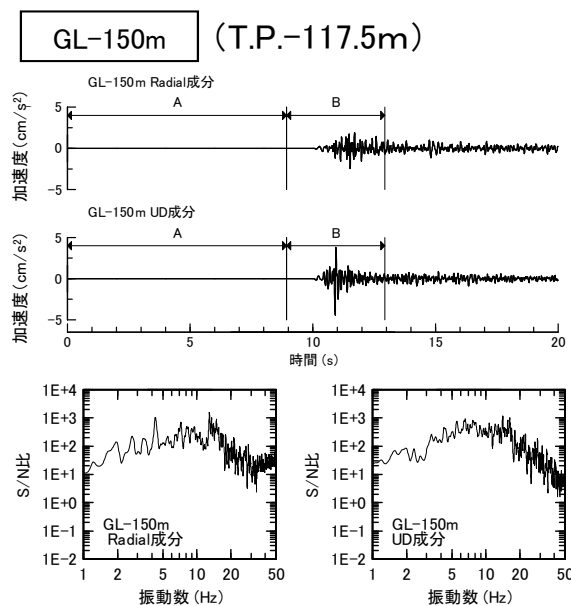 GL-150m (T.P.-117.5m)
GL-150m Radial成分
A B
加速度(cm/s²)
5
0
-5
GL-150m UD成分
A B
加速度(cm/s²)
5
0
-5
0 5 10 15 20
時間(s)
1E+4
1E+3
1E+2
1E+1
1E+0
1E-1
1E-2
S/N比
GL-150m
Radial成分
1 2 5 10 20 50
振動数(Hz)
1E+4
1E+3
1E+2
1E+1
1E+0
1E-1
1E-2
S/N比
GL-150m
UD成分
1 2 5 10 20 50
振動数(Hz)